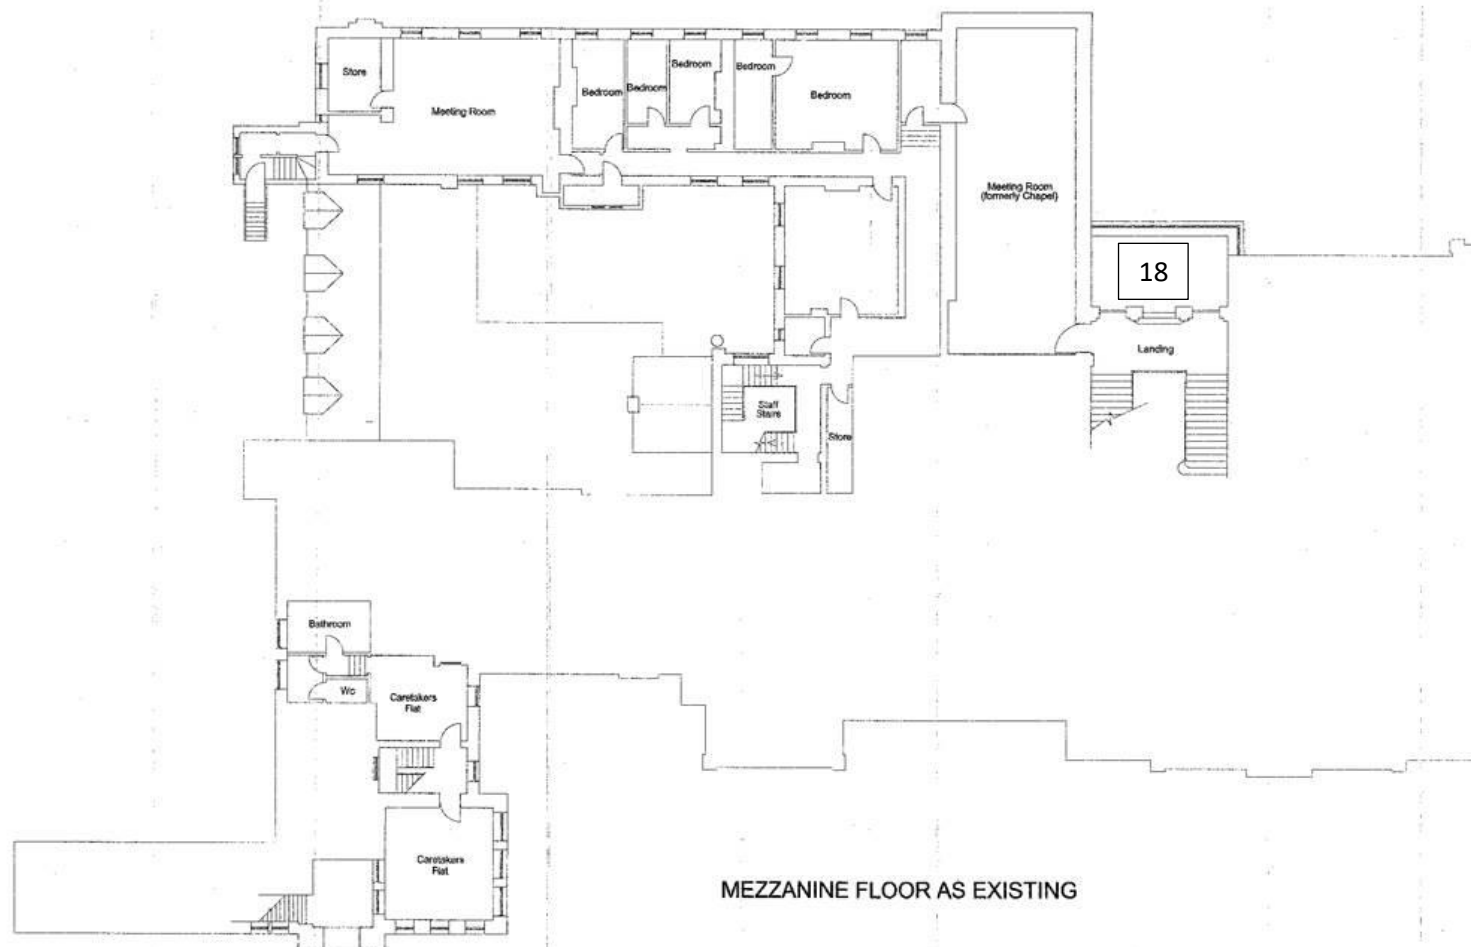 Store
Meeting Room
Bedroom
Bedroom
Bedroom
Bedroom
Bedroom
Meeting Room
(formerly Chapel)
18
Landing
Staff
Stairs
Store
Bathroom
Wc
Caretakers
Flat
Caretakers
Flat
MEZZANINE FLOOR AS EXISTING